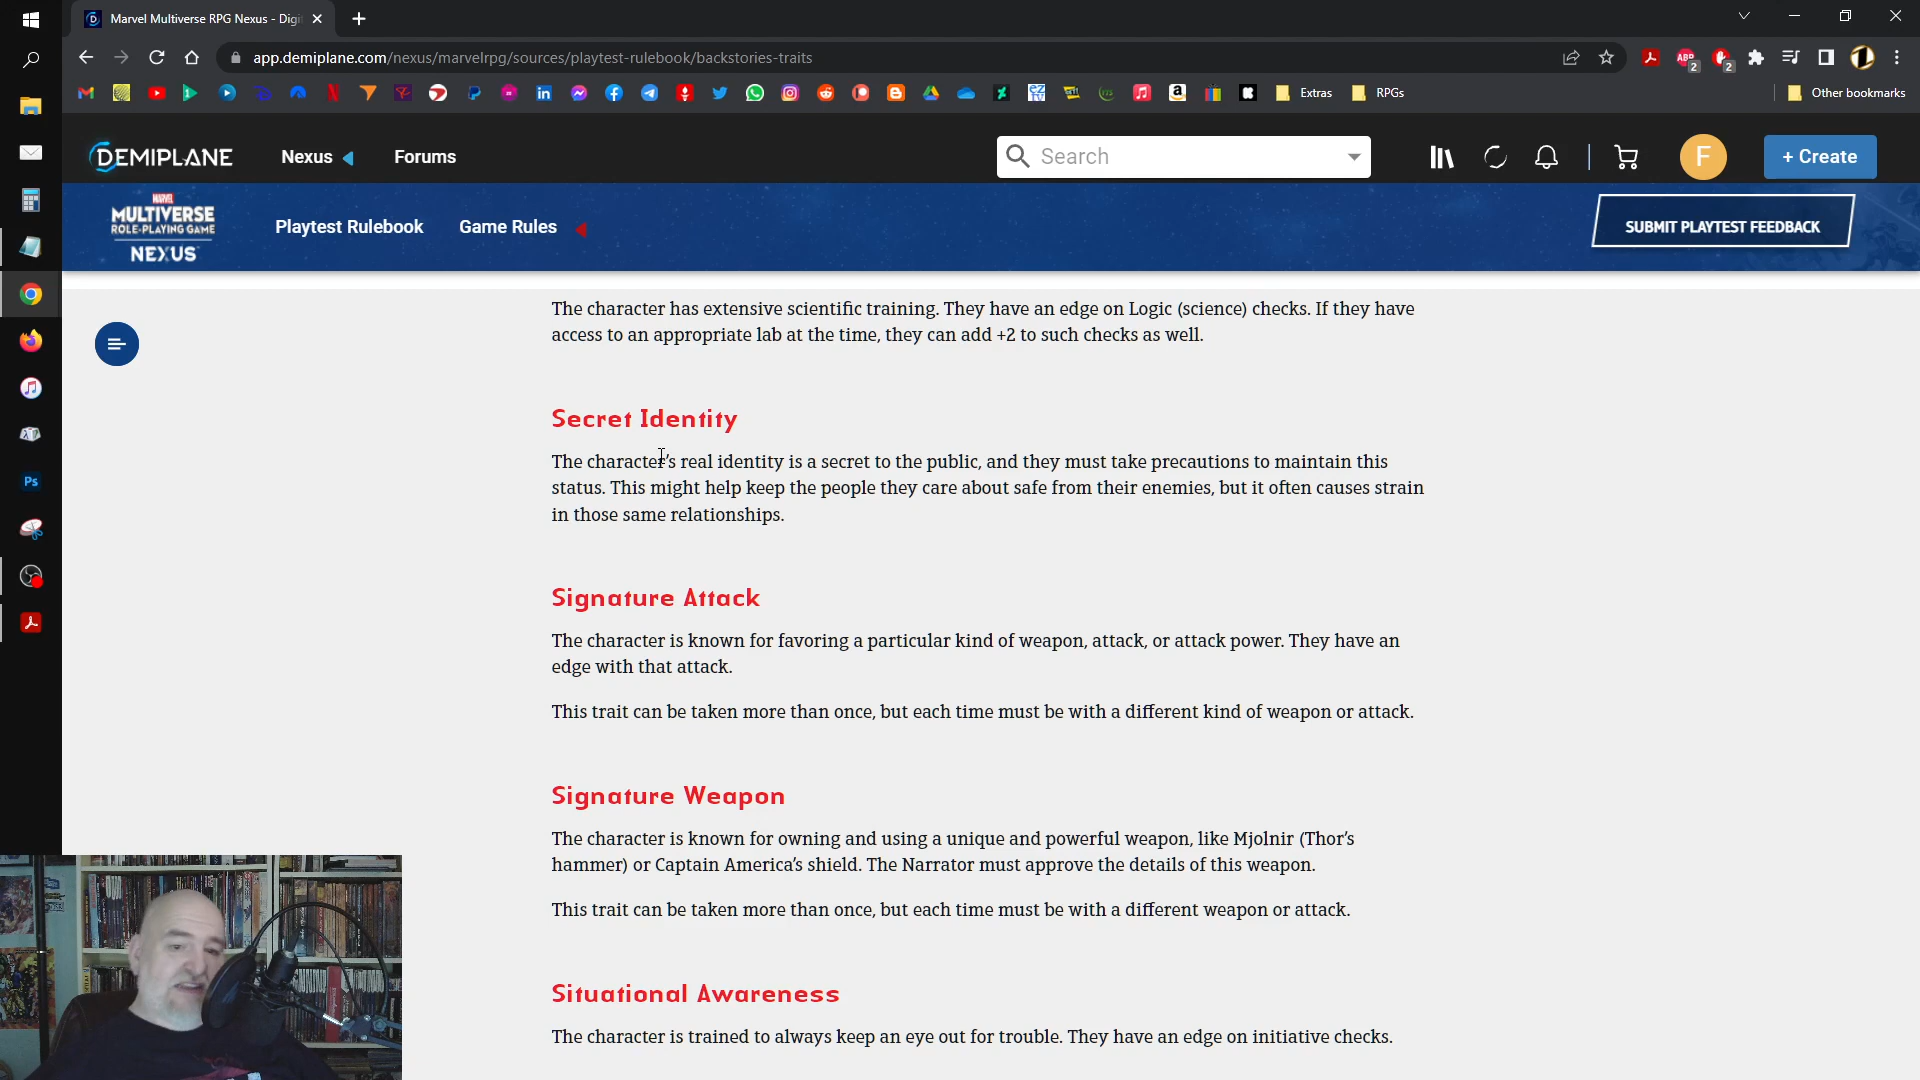 Marvel Multiverse RPG Nexus - Digi
app.demiplane.com/nexus/marvelrpg/sources/playtest-rulebook/backstories-traits
ABP
2
2
Extras
RPGs
Other bookmarks
DEMIPLANE
Nexus
Forums
Search
F
+ Create
MARVEL
MULTIVERSE
ROLE-PLAYING GAME
NEXUS
Playtest Rulebook
Game Rules
SUBMIT PLAYTEST FEEDBACK
The character has extensive scientific training. They have an edge on Logic (science) checks. If they have
access to an appropriate lab at the time, they can add +2 to such checks as well.
Secret Identity
The character's real identity is a secret to the public, and they must take precautions to maintain this
status. This might help keep the people they care about safe from their enemies, but it often causes strain
in those same relationships.
Signature Attack
The character is known for favoring a particular kind of weapon, attack, or attack power. They have an
edge with that attack.
This trait can be taken more than once, but each time must be with a different kind of weapon or attack.
Signature Weapon
The character is known for owning and using a unique and powerful weapon, like Mjolnir (Thor's
hammer) or Captain America's shield. The Narrator must approve the details of this weapon.
This trait can be taken more than once, but each time must be with a different weapon or attack.
Situational Awareness
The character is trained to always keep an eye out for trouble. They have an edge on initiative checks.
Ps